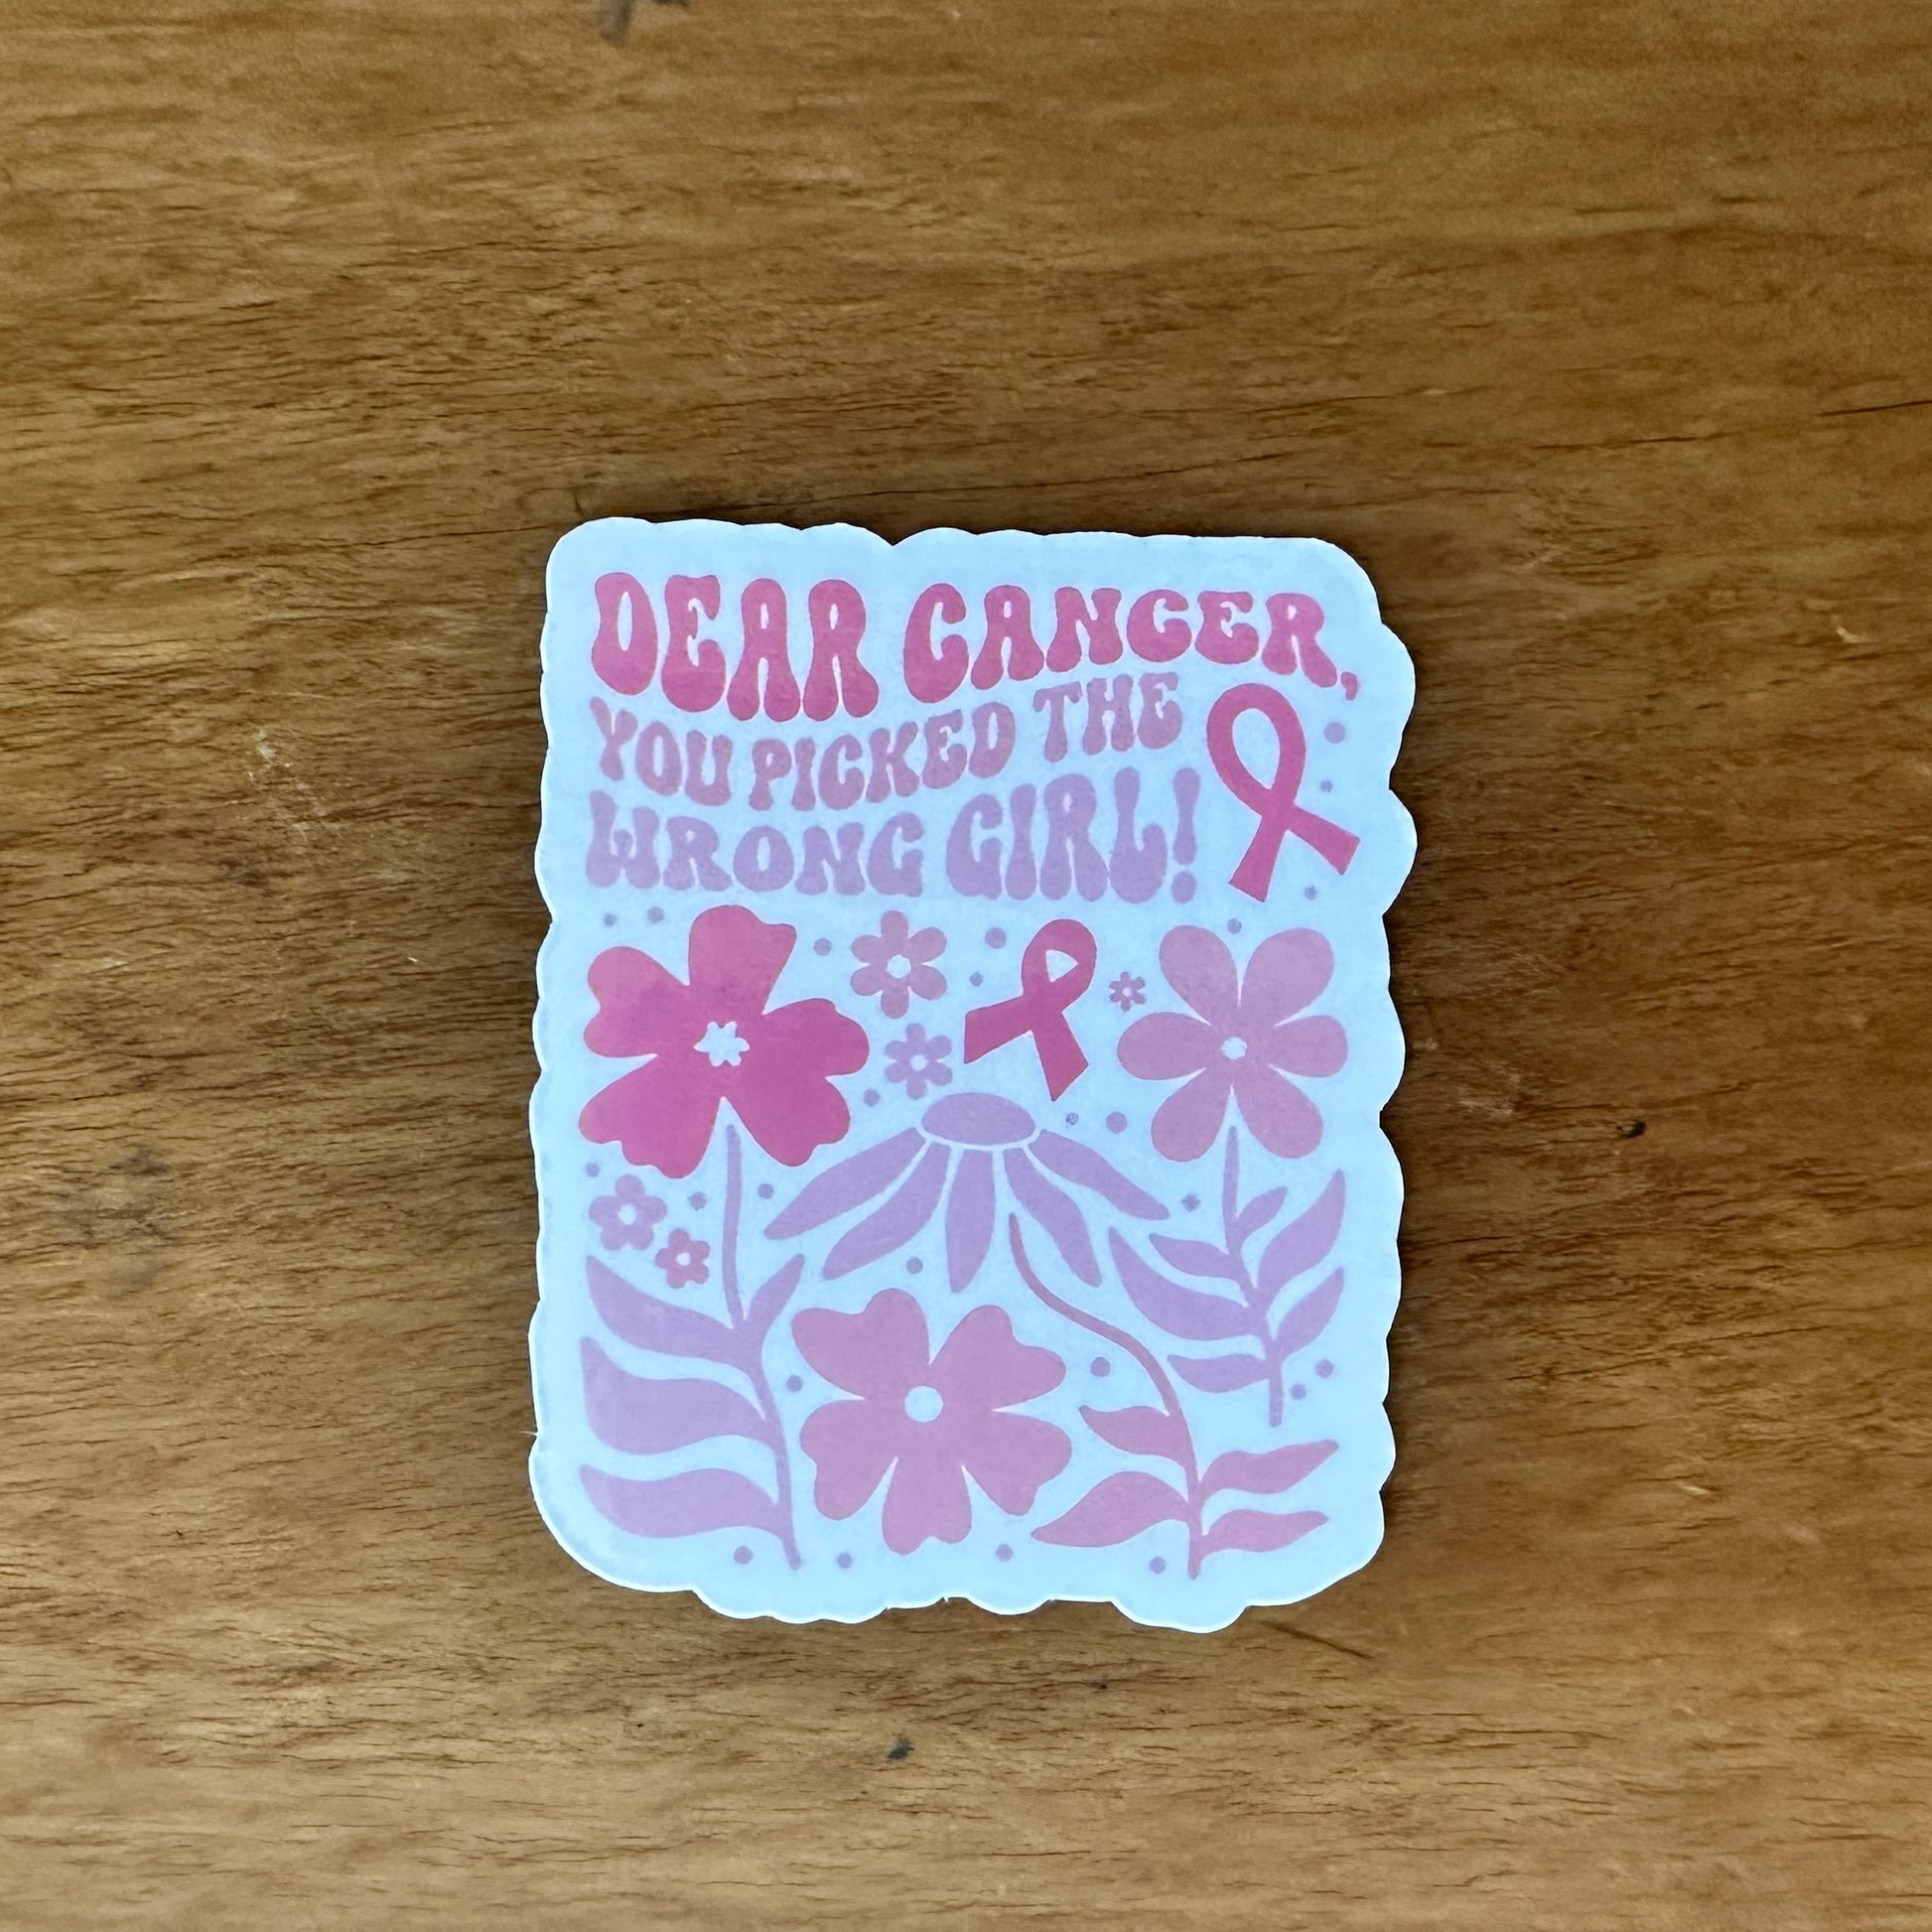 DEAR CANCER,
YOU PICKED THE
WRONG GIRL!